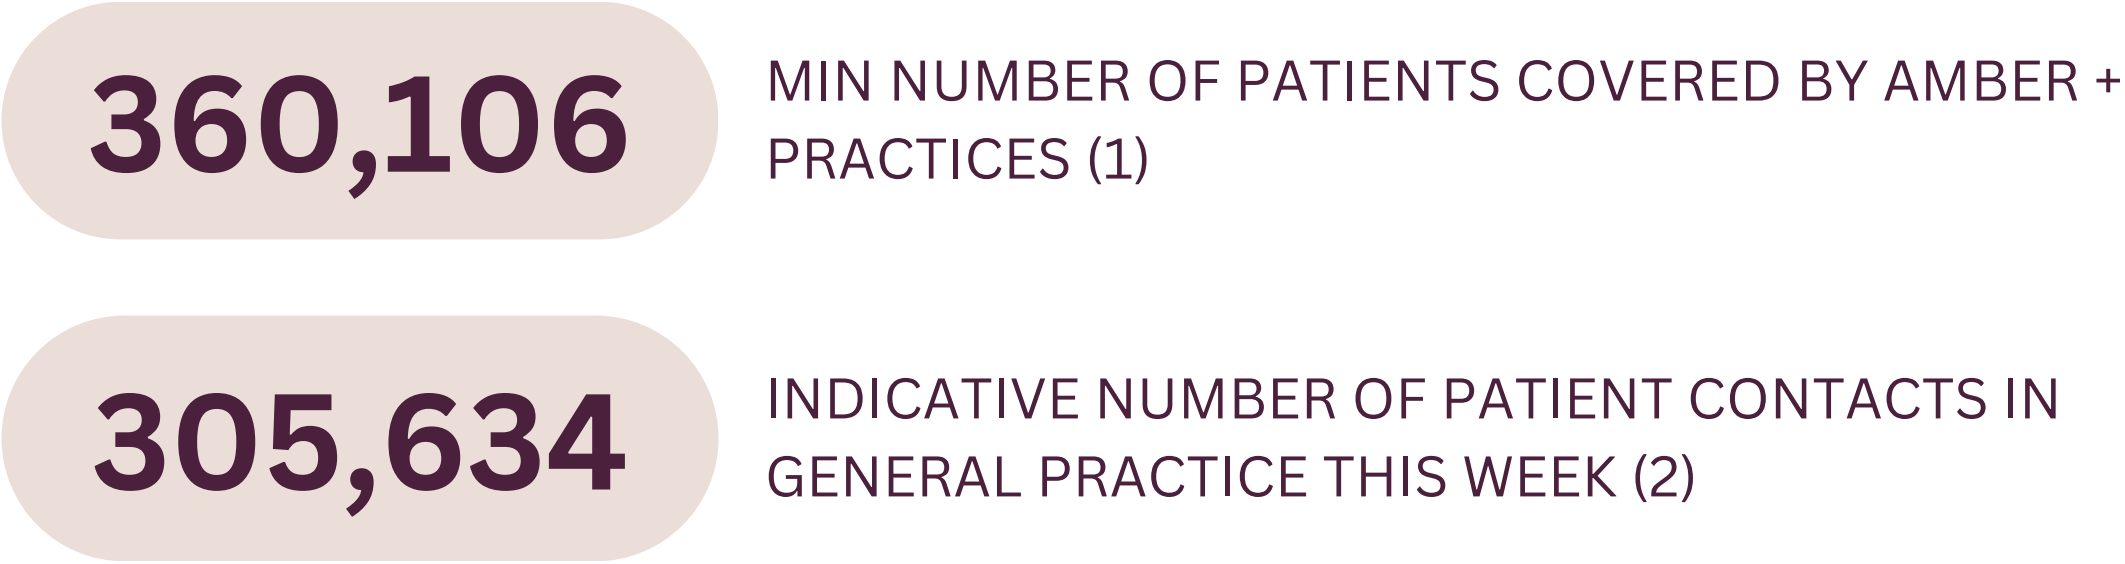 360,106
MIN NUMBER OF PATIENTS COVERED BY AMBER +
PRACTICES (1)
305,634
INDICATIVE NUMBER OF PATIENT CONTACTS IN
GENERAL PRACTICE THIS WEEK (2)